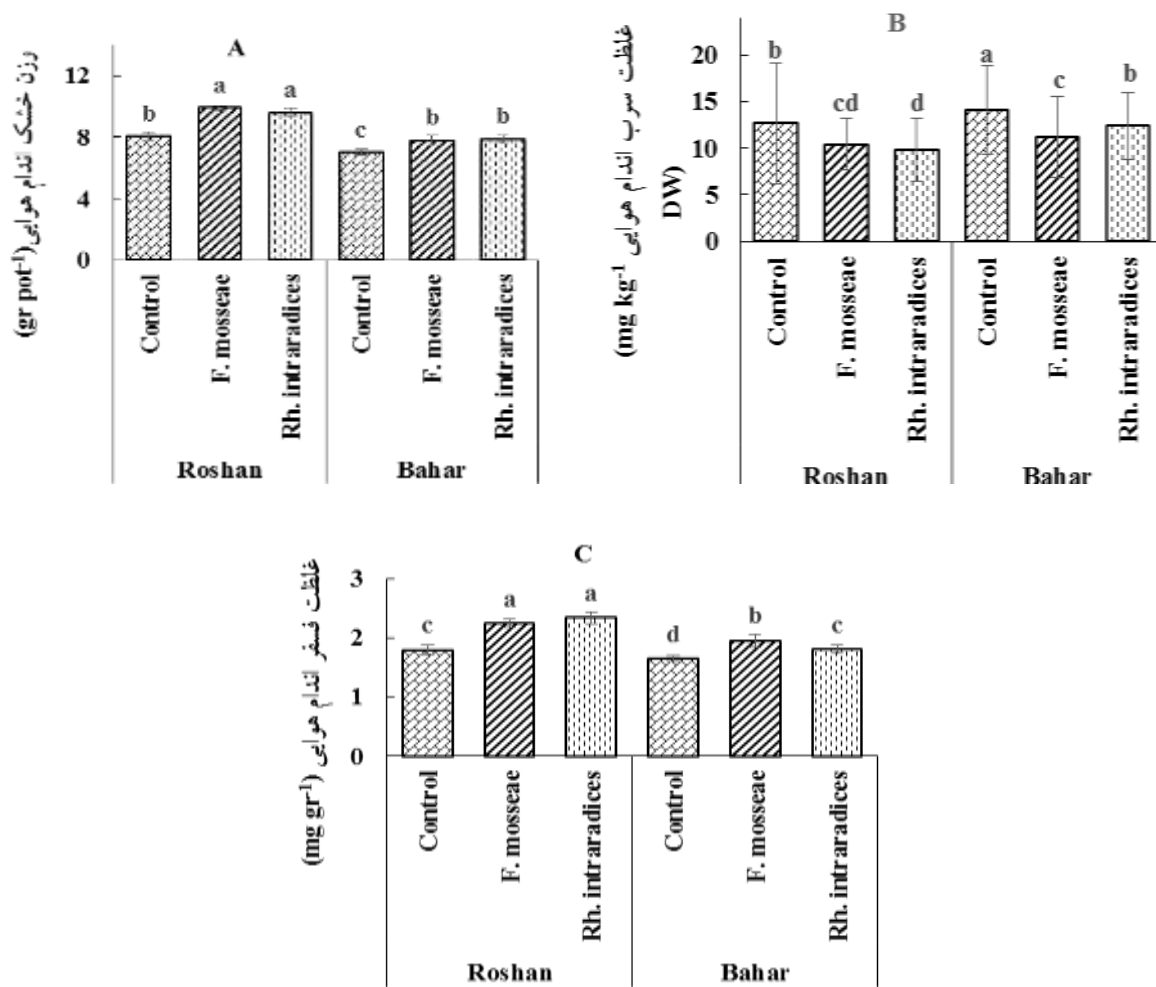 A
وزن خشک اندام هوایی (gr pot-1)
12
8
4
0
b
a
a
c
b
b
Control
F. mosseae
Rh. intraradices
Control
F. mosseae
Rh. intraradices
Roshan
Bahar
B
غلظت سرب اندام هوایی (mg kg-1
DW)
20
15
10
5
0
b
cd
d
a
c
b
Control
F. mosseae
Rh. intraradices
Control
F. mosseae
Rh. intraradices
Roshan
Bahar
C
غلظت فسفر اندام هوایی (mg gr-1)
3
2
1
0
c
a
a
d
b
c
Control
F. mosseae
Rh. intraradices
Control
F. mosseae
Rh. intraradices
Roshan
Bahar